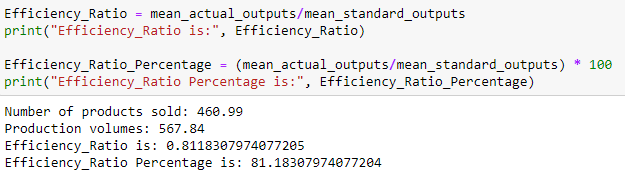 Efficiency_Ratio = mean_actual_outputs/mean_standard_outputs
print("Efficiency_Ratio is:", Efficiency_Ratio)
Efficiency_Ratio_Percentage = (mean_actual_outputs/mean_standard_outputs) * 100
print("Efficiency_Ratio Percentage is:", Efficiency_Ratio_Percentage)
Number of products sold: 460.99
Production volumes: 567.84
Efficiency_Ratio is: 0.8118307974077205
Efficiency_Ratio Percentage is: 81.18307974077204